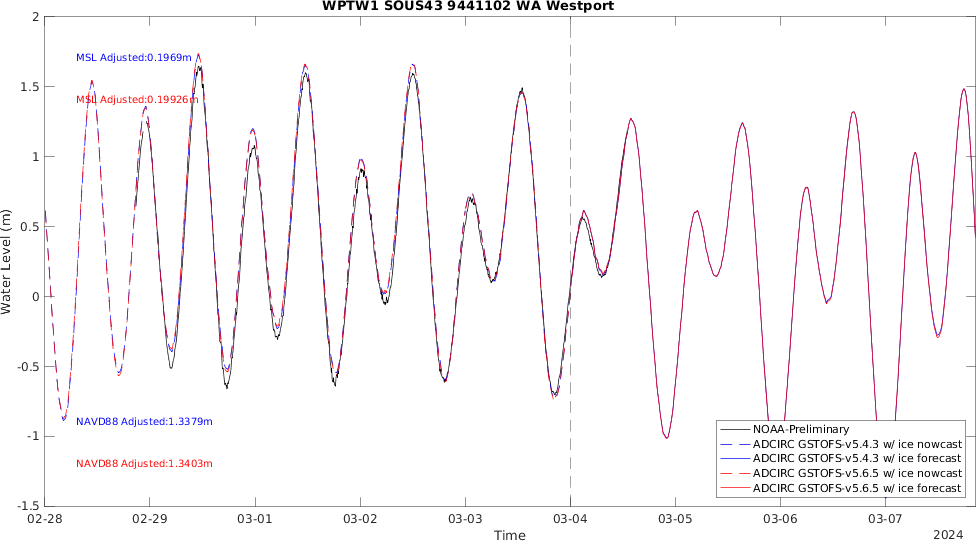 WPTW1 SOUS43 9441102 WA Westport
2
1.5
1
0.5
0
-0.5
-1
-1.5
Water Level (m)
MSL Adjusted:0.1969m
MSL Adjusted:0.19926m
NAVD88 Adjusted:1.3379m
NAVD88 Adjusted:1.3403m
NOAA-Preliminary
ADCIRC GSTOFS-v5.4.3 w/ ice nowcast
ADCIRC GSTOFS-v5.4.3 w/ ice forecast
ADCIRC GSTOFS-v5.6.5 w/ ice nowcast
ADCIRC GSTOFS-v5.6.5 w/ ice forecast
02-28 02-29 03-01 03-02 03-03 03-04 03-05 03-06 03-07
Time
2024